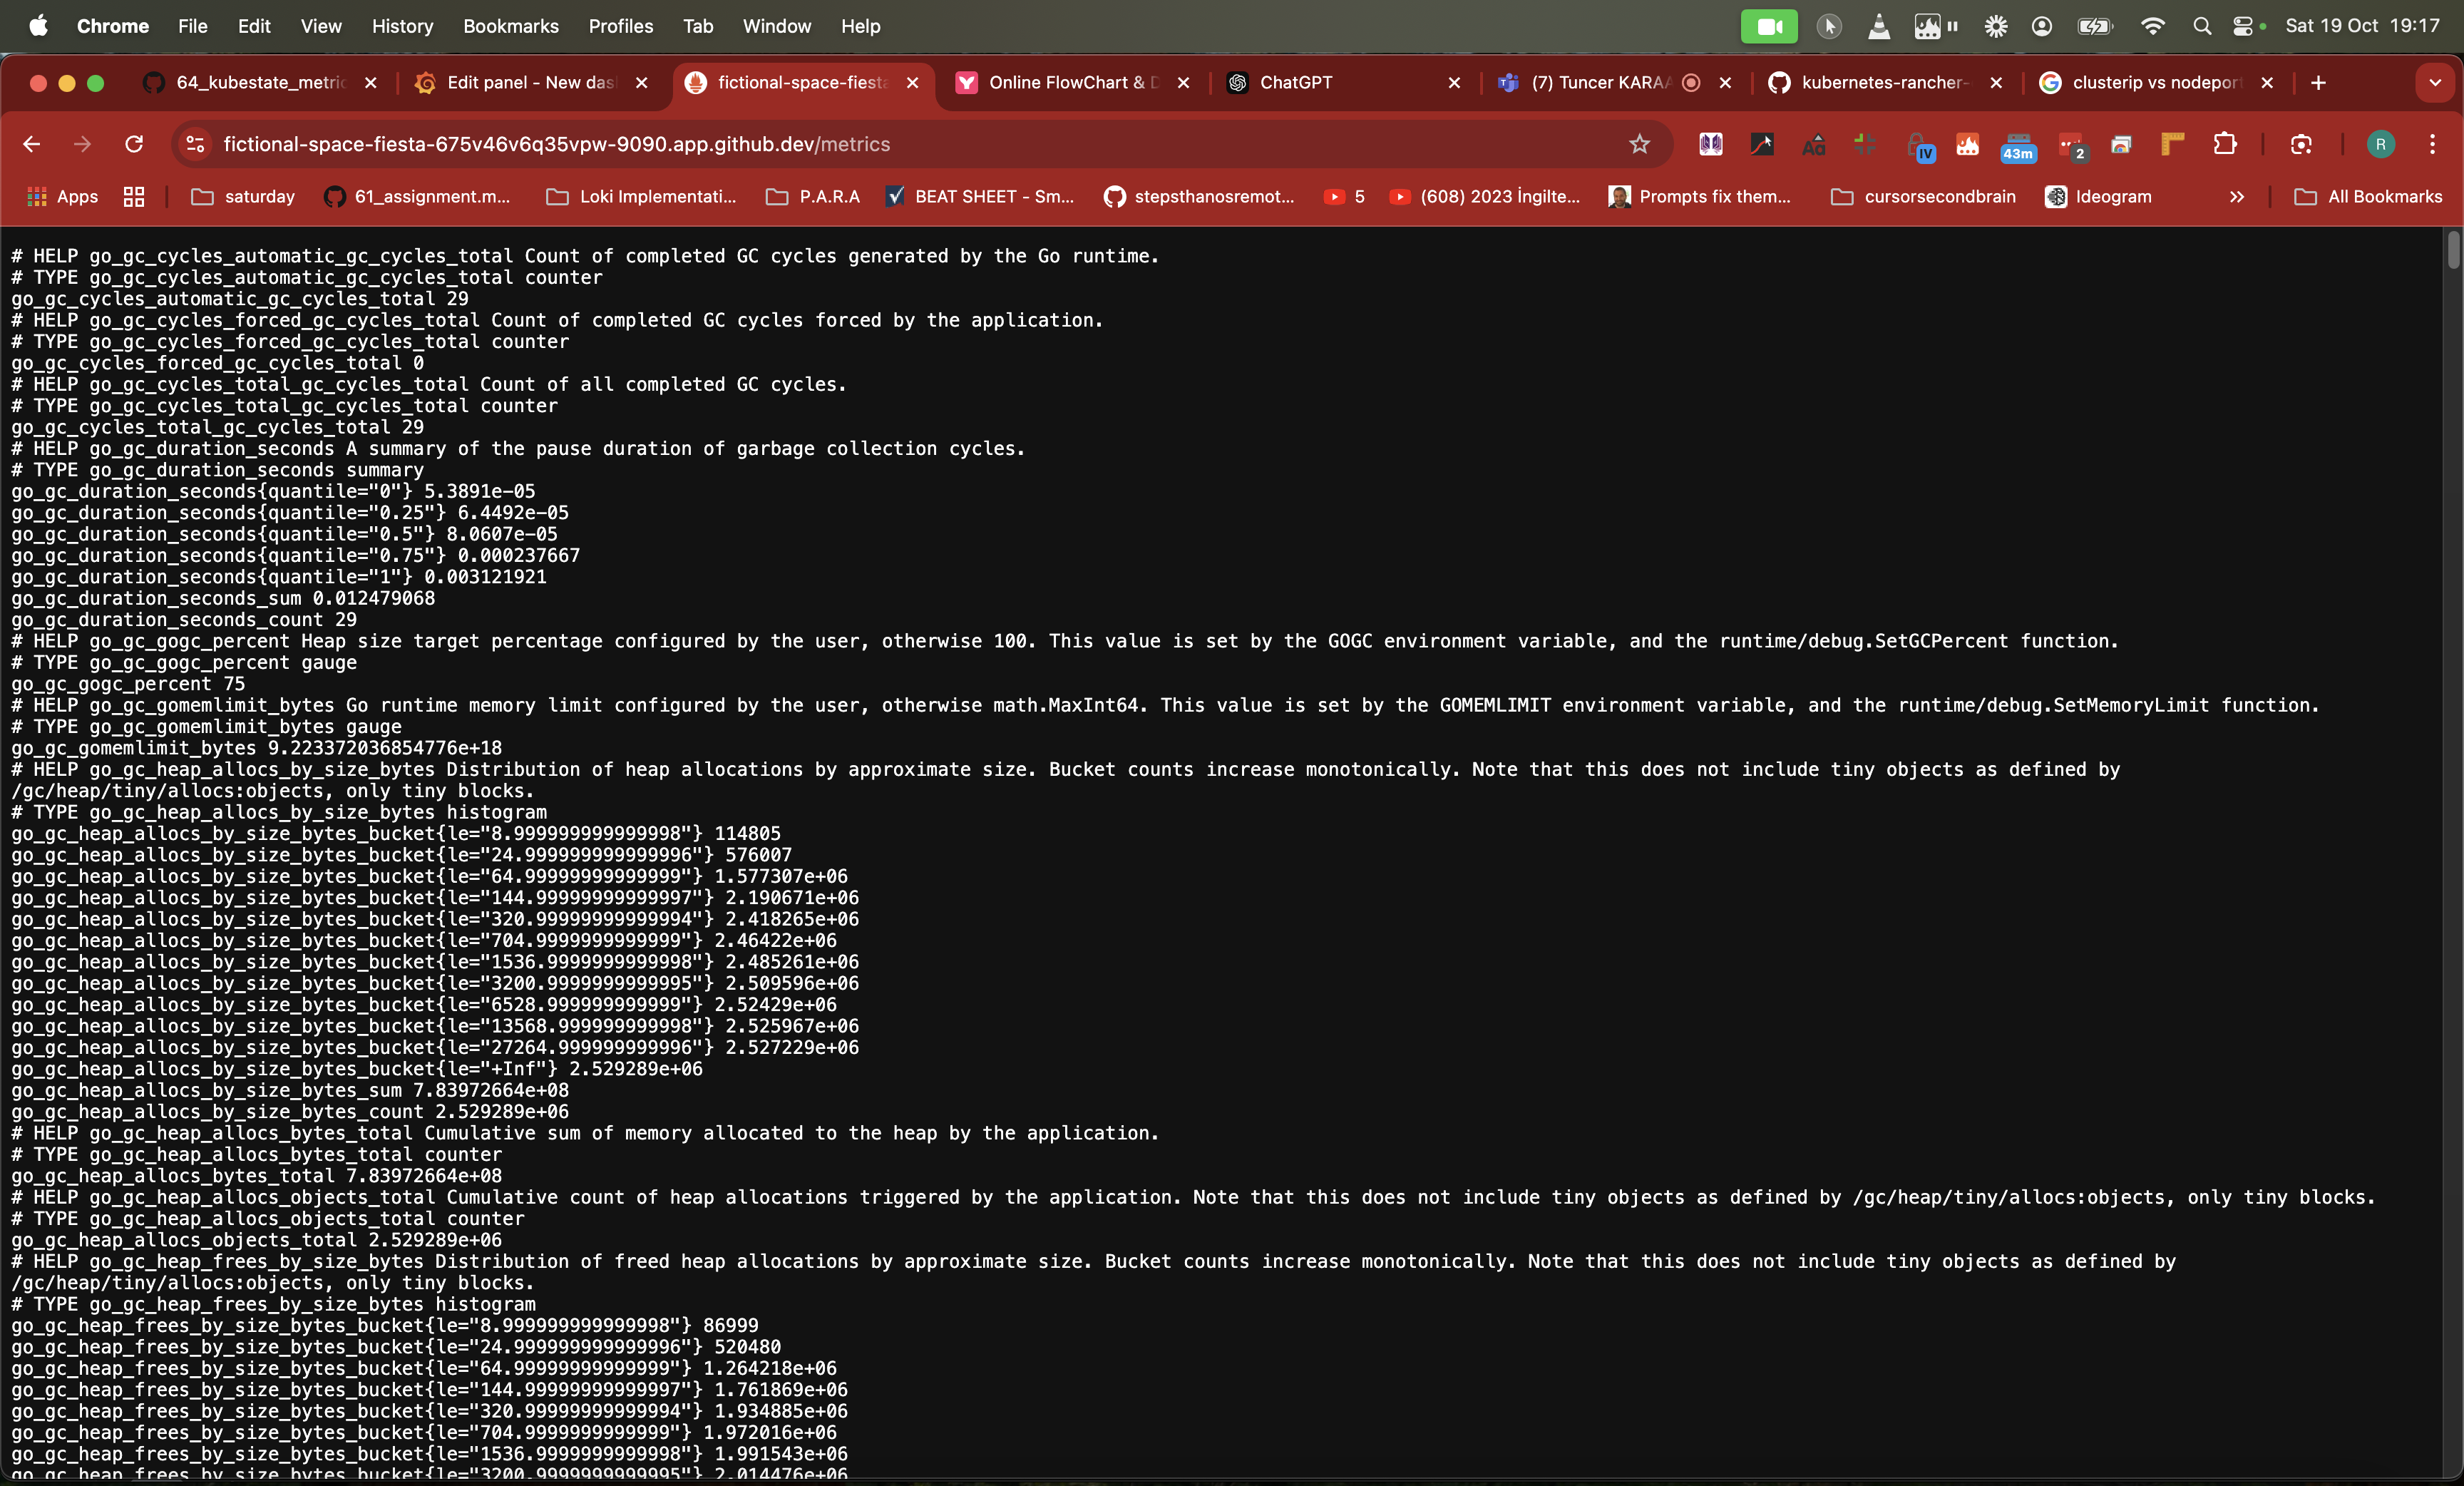 Chrome File Edit View History Bookmarks Profiles Tab Window Help Sat 19 Oct 19:17
64_kubestate_metric Edit panel - New das fictional-space-fiesta Online FlowChart & D ChatGPT (7) Tuncer KARAA kubernetes-rancher- clusterip vs nodeport
fictional-space-fiesta-675v46v6q35vpw-9090.app.github.dev/metrics IV 43m 2 R
Apps saturday 61_assignment.m... Loki Implementati... P.A.R.A BEAT SHEET - Sm... stepsthanosremot... 5 (608) 2023 İngilte... Prompts fix them... cursorsecondbrain Ideogram » All Bookmarks
# HELP go_gc_cycles_automatic_gc_cycles_total Count of completed GC cycles generated by the Go runtime.
# TYPE go_gc_cycles_automatic_gc_cycles_total counter
go_gc_cycles_automatic_gc_cycles_total 29
# HELP go_gc_cycles_forced_gc_cycles_total Count of completed GC cycles forced by the application.
# TYPE go_gc_cycles_forced_gc_cycles_total counter
go_gc_cycles_forced_gc_cycles_total 0
# HELP go_gc_cycles_total_gc_cycles_total Count of all completed GC cycles.
# TYPE go_gc_cycles_total_gc_cycles_total counter
go_gc_cycles_total_gc_cycles_total 29
# HELP go_gc_duration_seconds A summary of the pause duration of garbage collection cycles.
# TYPE go_gc_duration_seconds summary
go_gc_duration_seconds{quantile="0"} 5.3891e-05
go_gc_duration_seconds{quantile="0.25"} 6.4492e-05
go_gc_duration_seconds{quantile="0.5"} 8.0607e-05
go_gc_duration_seconds{quantile="0.75"} 0.000237667
go_gc_duration_seconds{quantile="1"} 0.003121921
go_gc_duration_seconds_sum 0.012479068
go_gc_duration_seconds_count 29
# HELP go_gc_gogc_percent Heap size target percentage configured by the user, otherwise 100. This value is set by the GOGC environment variable, and the runtime/debug.SetGCPercent function.
# TYPE go_gc_gogc_percent gauge
go_gc_gogc_percent 75
# HELP go_gc_gomemlimit_bytes Go runtime memory limit configured by the user, otherwise math.MaxInt64. This value is set by the GOMEMLIMIT environment variable, and the runtime/debug.SetMemoryLimit function.
# TYPE go_gc_gomemlimit_bytes gauge
go_gc_gomemlimit_bytes 9.223372036854776e+18
# HELP go_gc_heap_allocs_by_size_bytes Distribution of heap allocations by approximate size. Bucket counts increase monotonically. Note that this does not include tiny objects as defined by
/gc/heap/tiny/allocs:objects, only tiny blocks.
# TYPE go_gc_heap_allocs_by_size_bytes histogram
go_gc_heap_allocs_by_size_bytes_bucket{le="8.999999999999998"} 114805
go_gc_heap_allocs_by_size_bytes_bucket{le="24.999999999999996"} 576007
go_gc_heap_allocs_by_size_bytes_bucket{le="64.99999999999999"} 1.577307e+06
go_gc_heap_allocs_by_size_bytes_bucket{le="144.99999999999997"} 2.190671e+06
go_gc_heap_allocs_by_size_bytes_bucket{le="320.99999999999994"} 2.418265e+06
go_gc_heap_allocs_by_size_bytes_bucket{le="704.9999999999999"} 2.46422e+06
go_gc_heap_allocs_by_size_bytes_bucket{le="1536.9999999999998"} 2.485261e+06
go_gc_heap_allocs_by_size_bytes_bucket{le="3200.9999999999995"} 2.509596e+06
go_gc_heap_allocs_by_size_bytes_bucket{le="6528.999999999999"} 2.52429e+06
go_gc_heap_allocs_by_size_bytes_bucket{le="13568.999999999998"} 2.525967e+06
go_gc_heap_allocs_by_size_bytes_bucket{le="27264.999999999996"} 2.527229e+06
go_gc_heap_allocs_by_size_bytes_bucket{le="+Inf"} 2.529289e+06
go_gc_heap_allocs_by_size_bytes_sum 7.83972664e+08
go_gc_heap_allocs_by_size_bytes_count 2.529289e+06
# HELP go_gc_heap_allocs_bytes_total Cumulative sum of memory allocated to the heap by the application.
# TYPE go_gc_heap_allocs_bytes_total counter
go_gc_heap_allocs_bytes_total 7.83972664e+08
# HELP go_gc_heap_allocs_objects_total Cumulative count of heap allocations triggered by the application. Note that this does not include tiny objects as defined by /gc/heap/tiny/allocs:objects, only tiny blocks.
# TYPE go_gc_heap_allocs_objects_total counter
go_gc_heap_allocs_objects_total 2.529289e+06
# HELP go_gc_heap_frees_by_size_bytes Distribution of freed heap allocations by approximate size. Bucket counts increase monotonically. Note that this does not include tiny objects as defined by
/gc/heap/tiny/allocs:objects, only tiny blocks.
# TYPE go_gc_heap_frees_by_size_bytes histogram
go_gc_heap_frees_by_size_bytes_bucket{le="8.999999999999998"} 86999
go_gc_heap_frees_by_size_bytes_bucket{le="24.999999999999996"} 520480
go_gc_heap_frees_by_size_bytes_bucket{le="64.99999999999999"} 1.264218e+06
go_gc_heap_frees_by_size_bytes_bucket{le="144.99999999999997"} 1.761869e+06
go_gc_heap_frees_by_size_bytes_bucket{le="320.99999999999994"} 1.934885e+06
go_gc_heap_frees_by_size_bytes_bucket{le="704.9999999999999"} 1.972016e+06
go_gc_heap_frees_by_size_bytes_bucket{le="1536.9999999999998"} 1.991543e+06
go_gc_heap_frees_by_size_bytes_bucket{le="3200.9999999999995"} 2.014476e+06